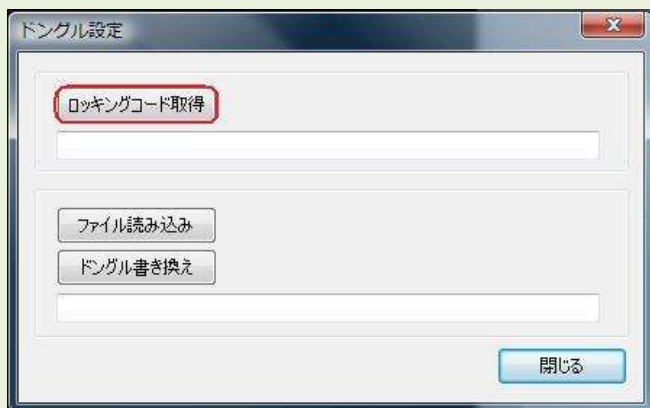 ドングル設定
ロッキングコード取得
ファイル読み込み
ドングル書き換え
閉じる